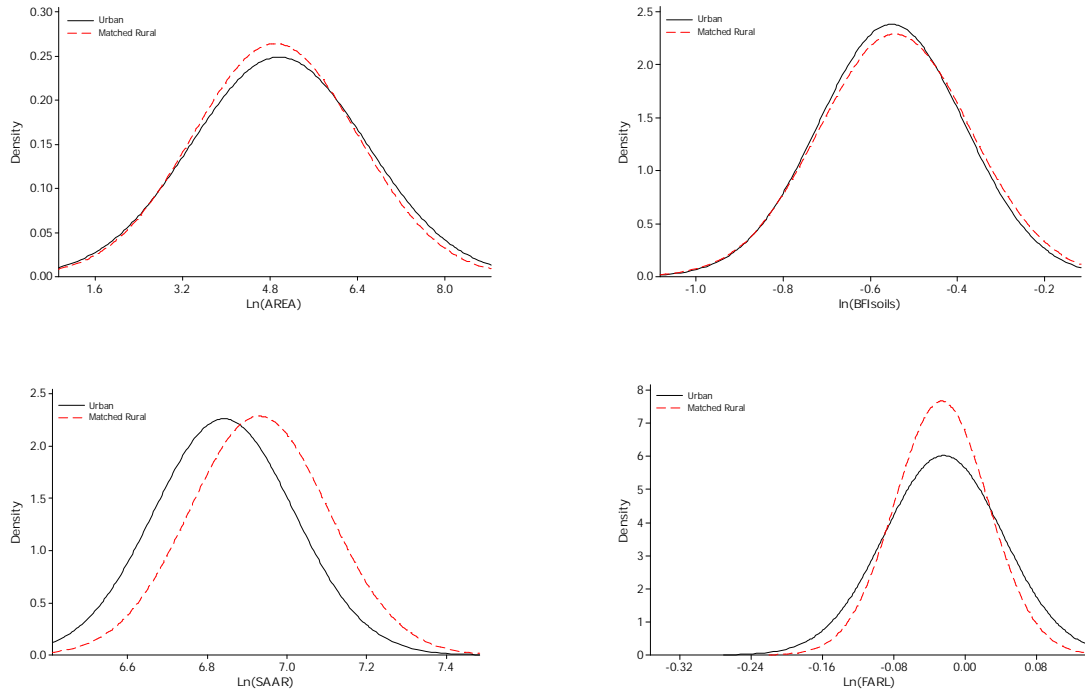 0.30
0.25
0.20
0.15
0.10
0.05
0.00
Density
Urban
Matched Rural
1.6 3.2 4.8 6.4 8.0
Ln(AREA)
2.5
2.0
1.5
1.0
0.5
0.0
Density
Urban
Matched Rural
-1.0 -0.8 -0.6 -0.4 -0.2
ln(BFIsoils)
2.5
2.0
1.5
1.0
0.5
0.0
Density
Urban
Matched Rural
6.6 6.8 7.0 7.2 7.4
Ln(SAAR)
8
7
6
5
4
3
2
1
0
Density
Urban
Matched Rural
-0.32 -0.24 -0.16 -0.08 0.00 0.08
Ln(FARL)